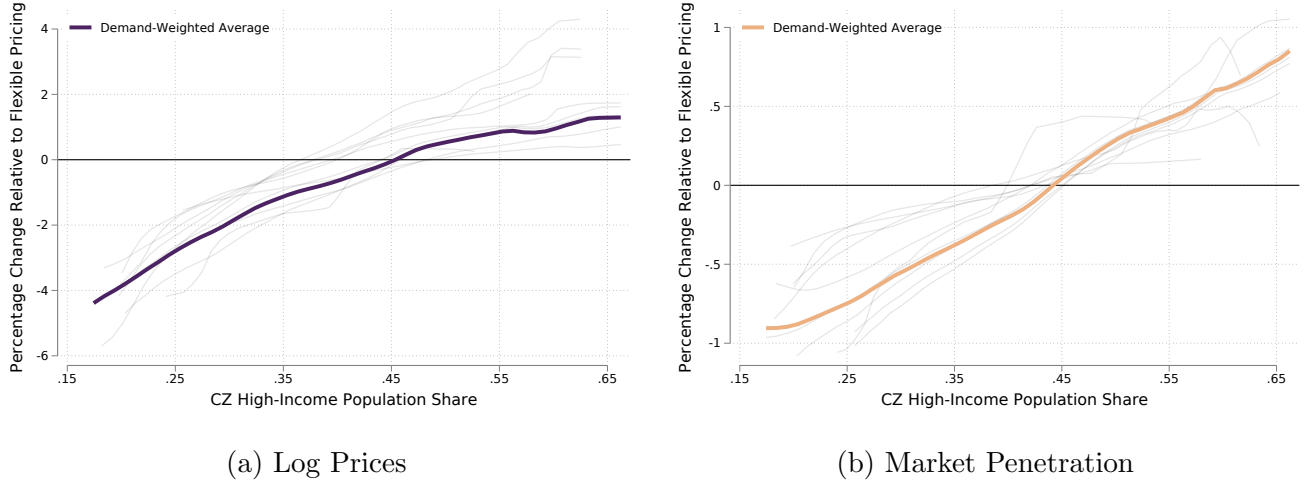 Percentage Change Relative to Flexible Pricing
4
2
0
-2
-4
-6
Demand-Weighted Average
.15 .25 .35 .45 .55 .65
CZ High-Income Population Share
(a) Log Prices
Percentage Change Relative to Flexible Pricing
1
.5
0
-.5
-1
Demand-Weighted Average
.15 .25 .35 .45 .55 .65
CZ High-Income Population Share
(b) Market Penetration